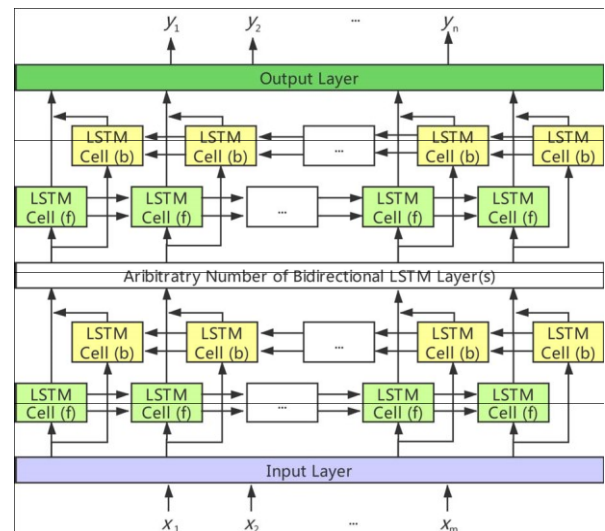 y1 y2 ... yn
Output Layer
LSTM Cell (b) LSTM Cell (b) ... LSTM Cell (b) LSTM Cell (b)
LSTM Cell (f) LSTM Cell (f) ... LSTM Cell (f) LSTM Cell (f)
Aribitratry Number of Bidirectional LSTM Layer(s)
LSTM Cell (b) LSTM Cell (b) ... LSTM Cell (b) LSTM Cell (b)
LSTM Cell (f) LSTM Cell (f) ... LSTM Cell (f) LSTM Cell (f)
Input Layer
x1 x2 ... xm